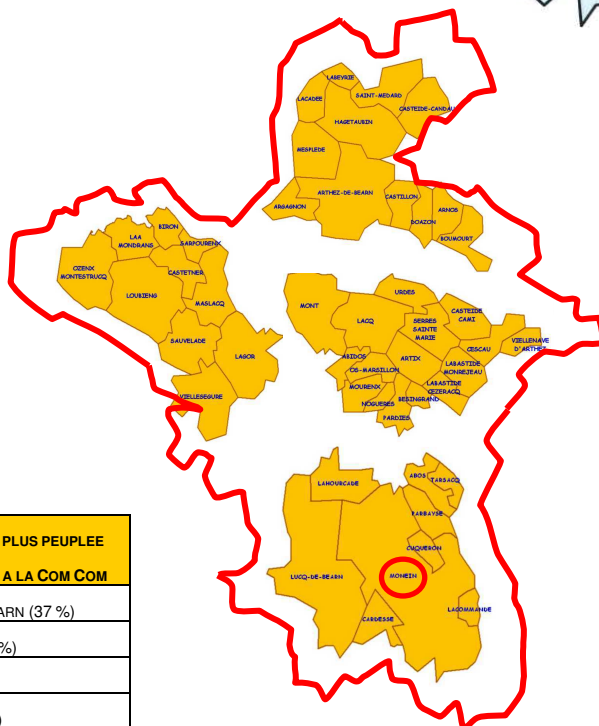 LABEYRIE
LACADEE
SAINT-MEDARD
CASTEIDE-CANDAU
HAGETAUBIN
MESPLEDE
ARTHEZ-DE-BEARN
CASTILLON
ARGAGNON
ARNOS
DOAZON
BOUMOURT
BIRON
LAA
MONDRANS
SARPOURENX
OZENX
MONTESTRUCQ
CASTETNER
LOUBIENG
MASLACQ
SAUVELADE
LAGOR
VIELLESEGURE
MONT
URDES
LACQ
SERRES
SAINTE
MARIE
CASTEIDE
CAMI
VIELLENAVE
D'ARTHEZ
CESCAU
ABIDOS
ARTIX
LABASTIDE
MONREJEAU
OS-MARSILLON
MOURENX
LABASTIDE
CEZERACQ
BESINGRAND
NOGUERES
PARDIES
LAHOURCADE
ABOS
TARSACQ
PARBAYSE
CUQUERON
LUCQ-DE-BEARN
MONEIN
LACOMMANDE
CARDESSE
PLUS PEUPLEE
A LA COM COM
ARN (37 %)
%)
)